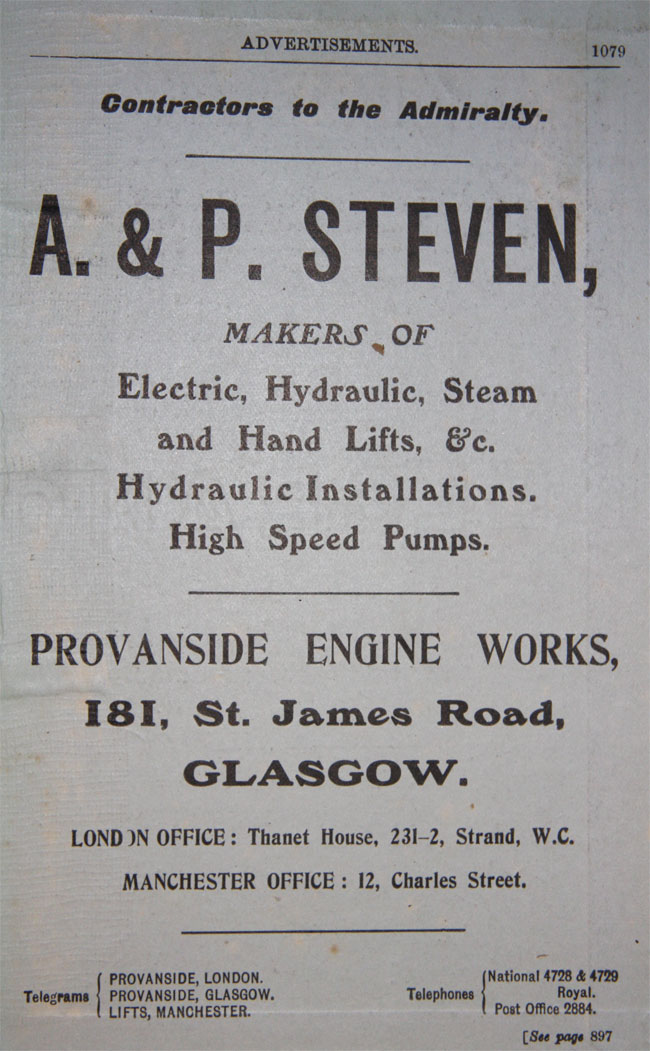 ADVERTISEMENTS. 1079
Contractors to the Admiralty.
A. & P. STEVEN,
MAKERS OF
Electric, Hydraulic, Steam
and Hand Lifts, &c.
Hydraulic Installations.
High Speed Pumps.
PROVANSIDE ENGINE WORKS,
181, St. James Road,
GLASGOW.
LONDON OFFICE : Thanet House, 231–2, Strand, W.C.
MANCHESTER OFFICE : 12, Charles Street.
Telegrams { PROVANSIDE, LONDON.
PROVANSIDE, GLASGOW.
LIFTS, MANCHESTER.
Telephones { National 4728 & 4729
Royal.
Post Office 2884.
[See page 897